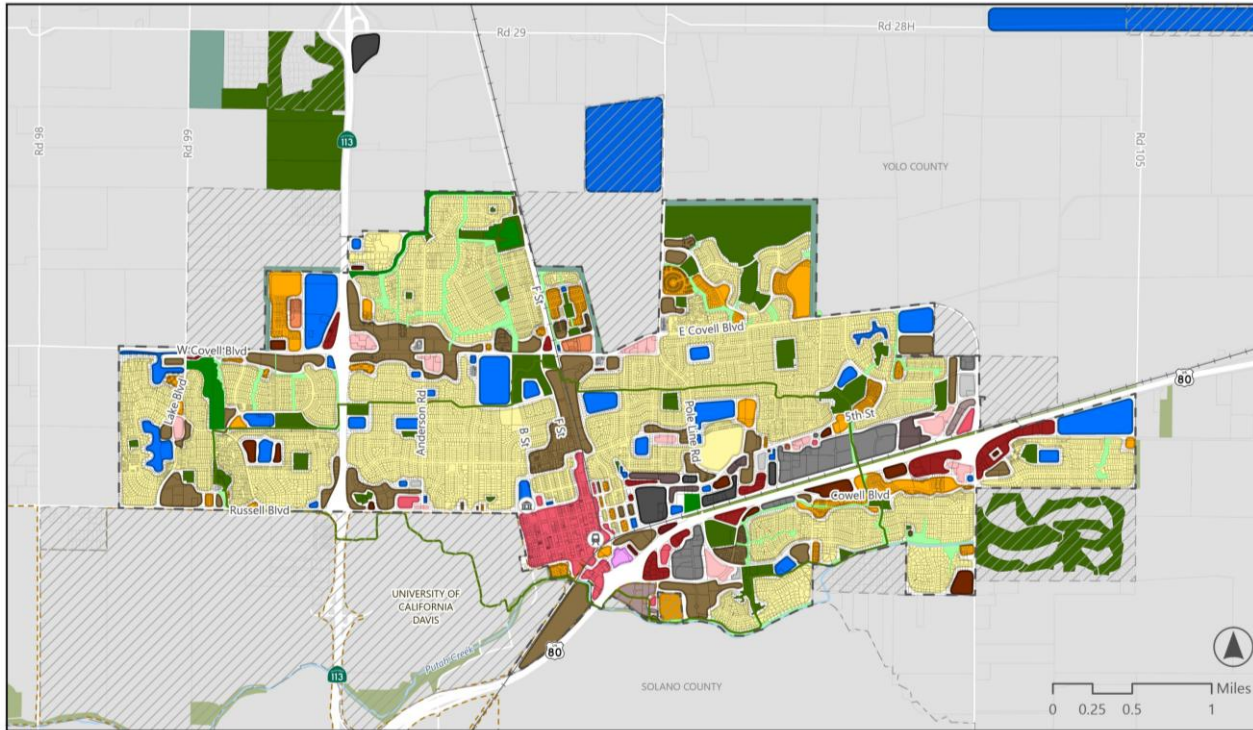 Rd 29
Rd 28H
Rd 98
Rd 99
113
Rd 105
YOLO COUNTY
F St
E Covell Blvd
W Covell Blvd
80
Lake Blvd
Anderson Rd
B St
F St
Pole Line Rd
5th St
Cowell Blvd
Russell Blvd
UNIVERSITY OF
CALIFORNIA
DAVIS
Putah Creek
80
113
SOLANO COUNTY
Miles
0 0.25 0.5 1